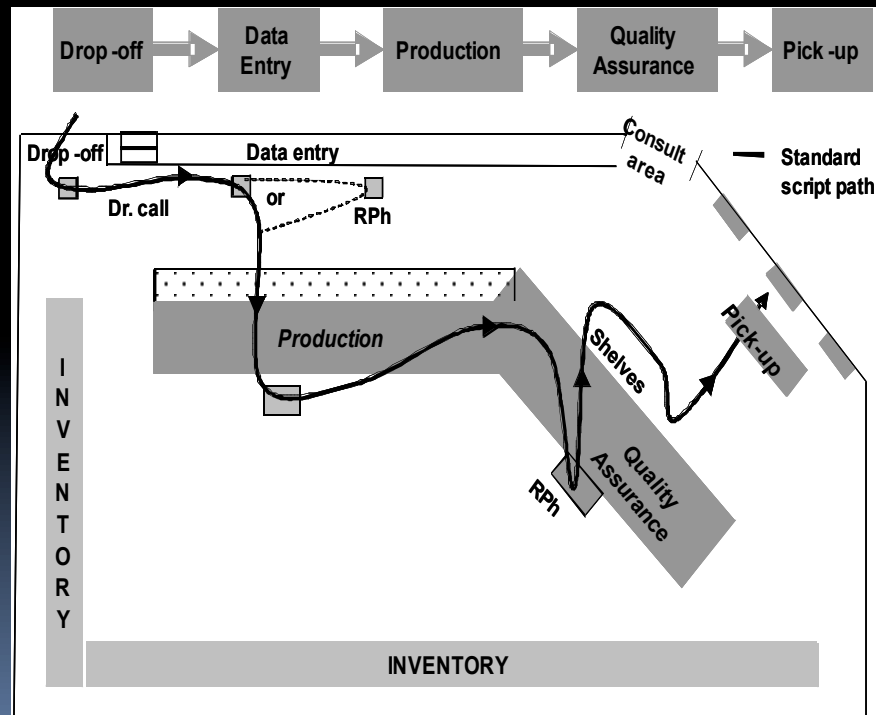 Drop -off
Data
Entry
Production
Quality
Assurance
Pick -up
Drop -off
Data entry
Consult
area
Standard
script path
Dr. call
or
RPh
Production
Shelves
Pick -up
Quality
Assurance
RPh
INVENTORY
INVENTORY